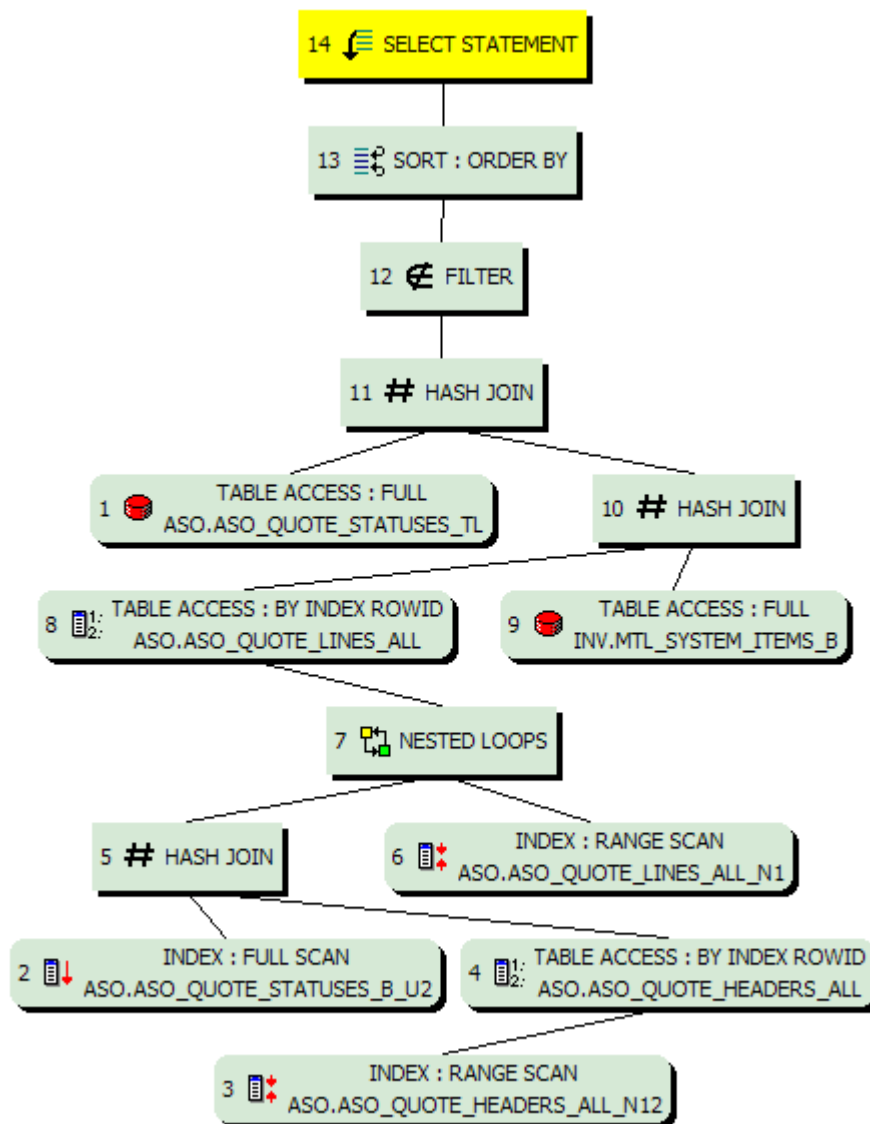 14 SELECT STATEMENT
13 SORT : ORDER BY
12 FILTER
11 HASH JOIN
1 TABLE ACCESS : FULL
ASO.ASO_QUOTE_STATUSES_TL
10 HASH JOIN
8 TABLE ACCESS : BY INDEX ROWID
ASO.ASO_QUOTE_LINES_ALL
9 TABLE ACCESS : FULL
INV.MTL_SYSTEM_ITEMS_B
7 NESTED LOOPS
5 HASH JOIN
6 INDEX : RANGE SCAN
ASO.ASO_QUOTE_LINES_ALL_N1
2 INDEX : FULL SCAN
ASO.ASO_QUOTE_STATUSES_B_U2
4 TABLE ACCESS : BY INDEX ROWID
ASO.ASO_QUOTE_HEADERS_ALL
3 INDEX : RANGE SCAN
ASO.ASO_QUOTE_HEADERS_ALL_N12